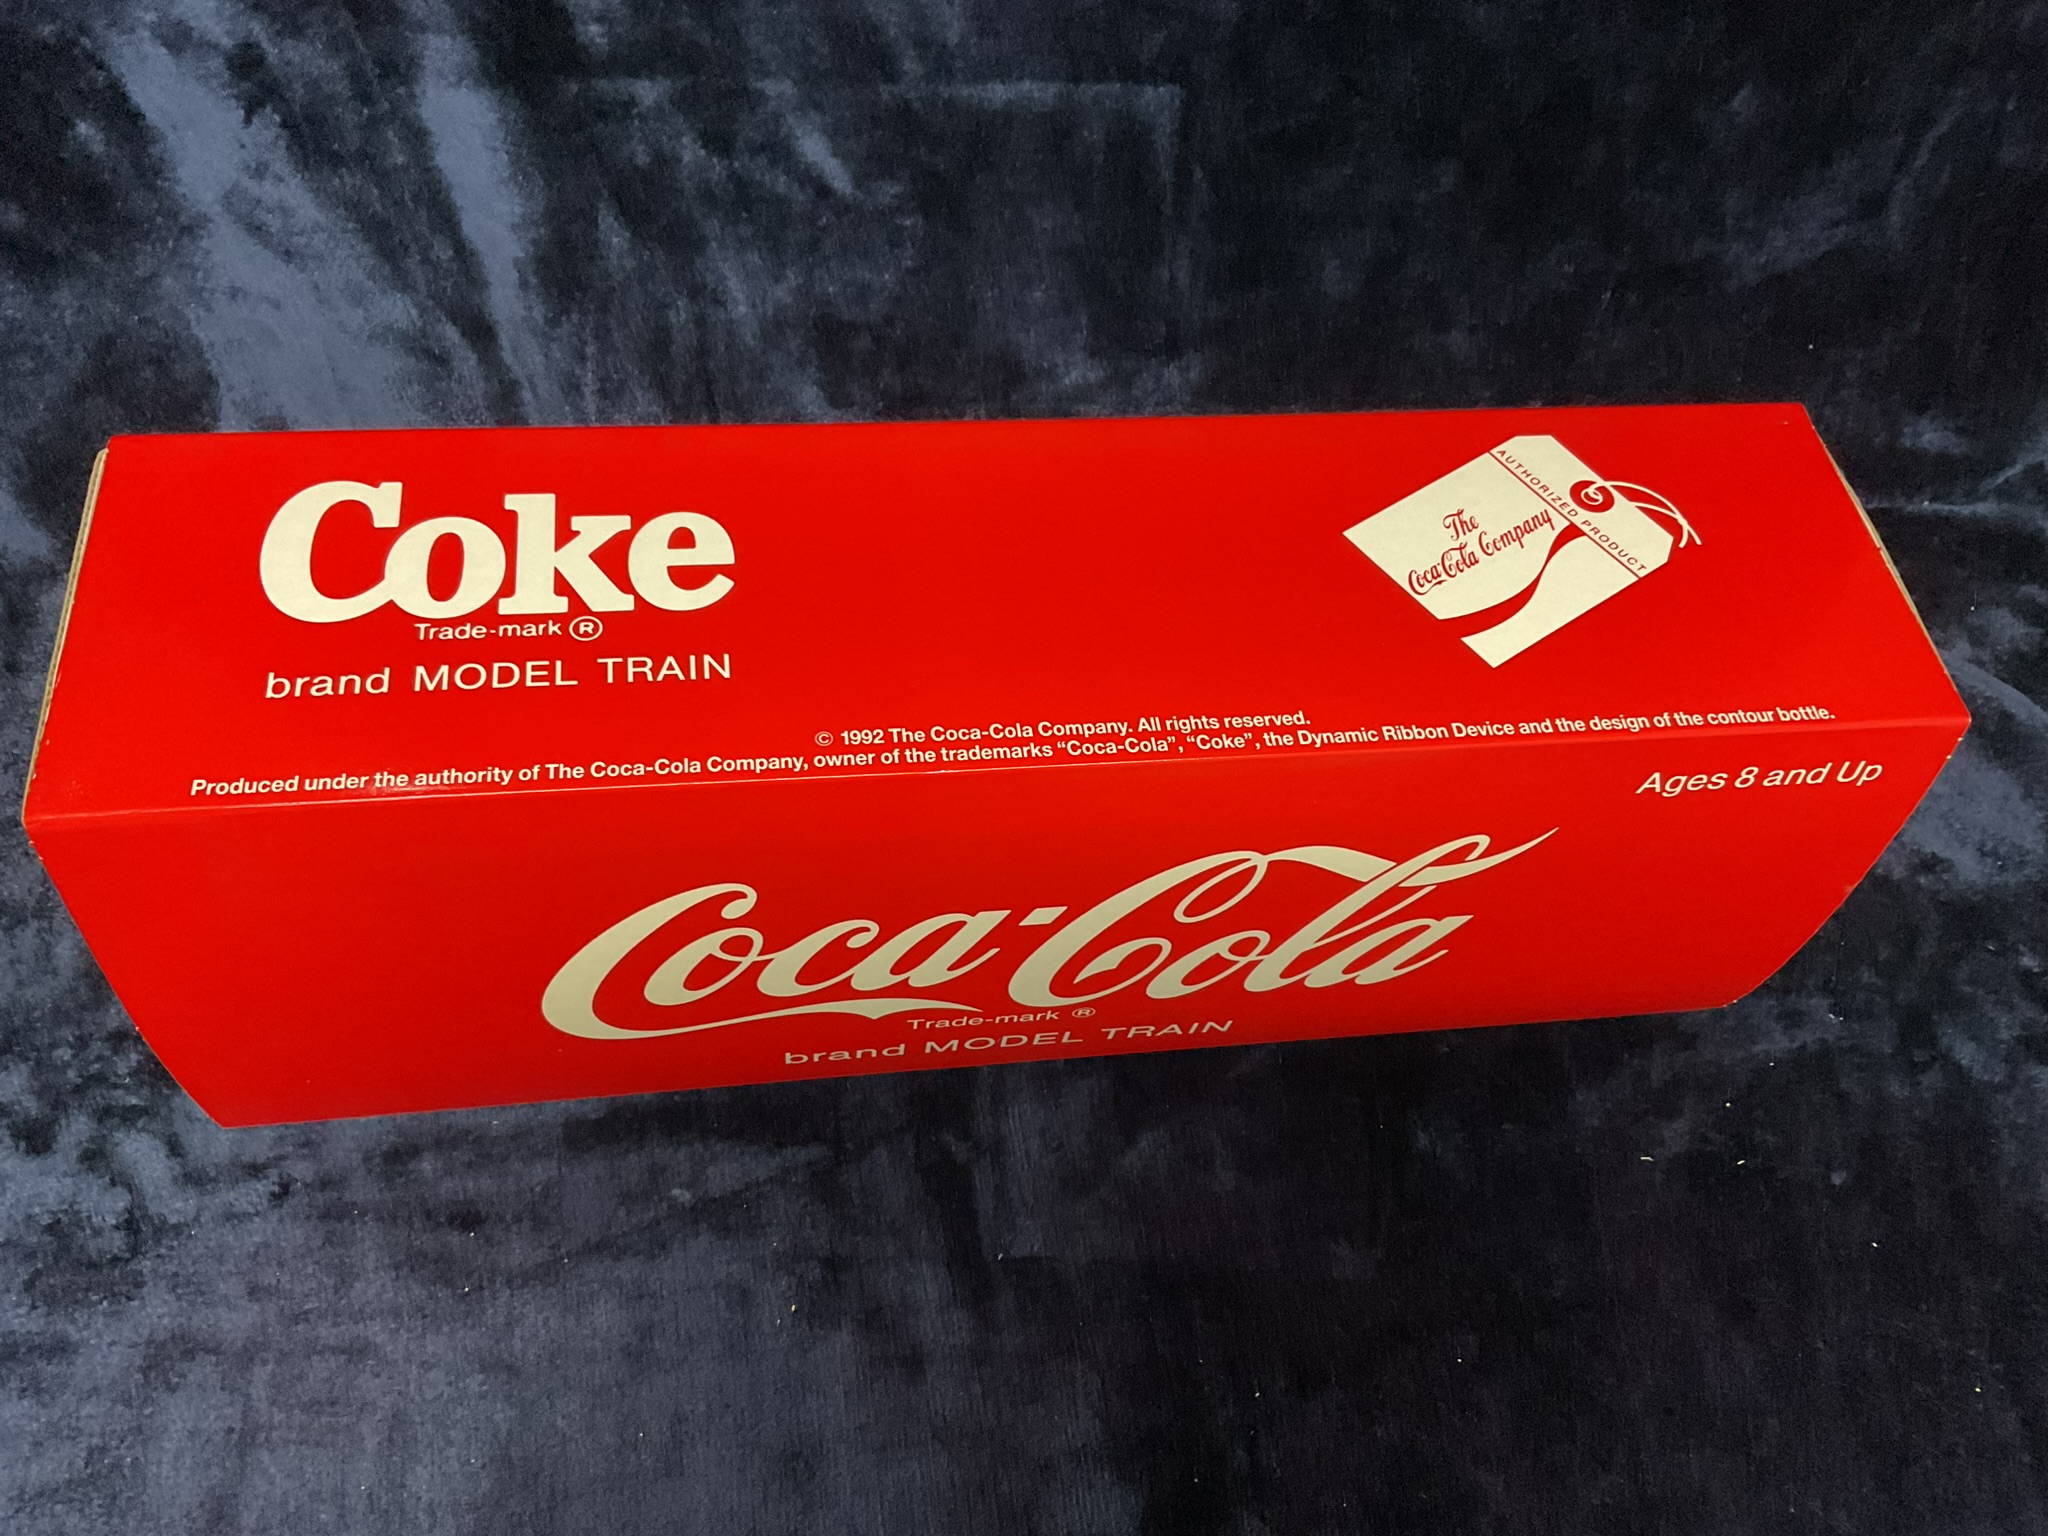 Coke
Trade-mark ®
brand MODEL TRAIN
AUTHORIZED PRODUCT
The
Coca-Cola Company
© 1992 The Coca-Cola Company. All rights reserved.
Produced under the authority of The Coca-Cola Company, owner of the trademarks “Coca-Cola”, “Coke”, the Dynamic Ribbon Device and the design of the contour bottle.
Ages 8 and Up
Coca-Cola
Trade-mark ®
brand MODEL TRAIN